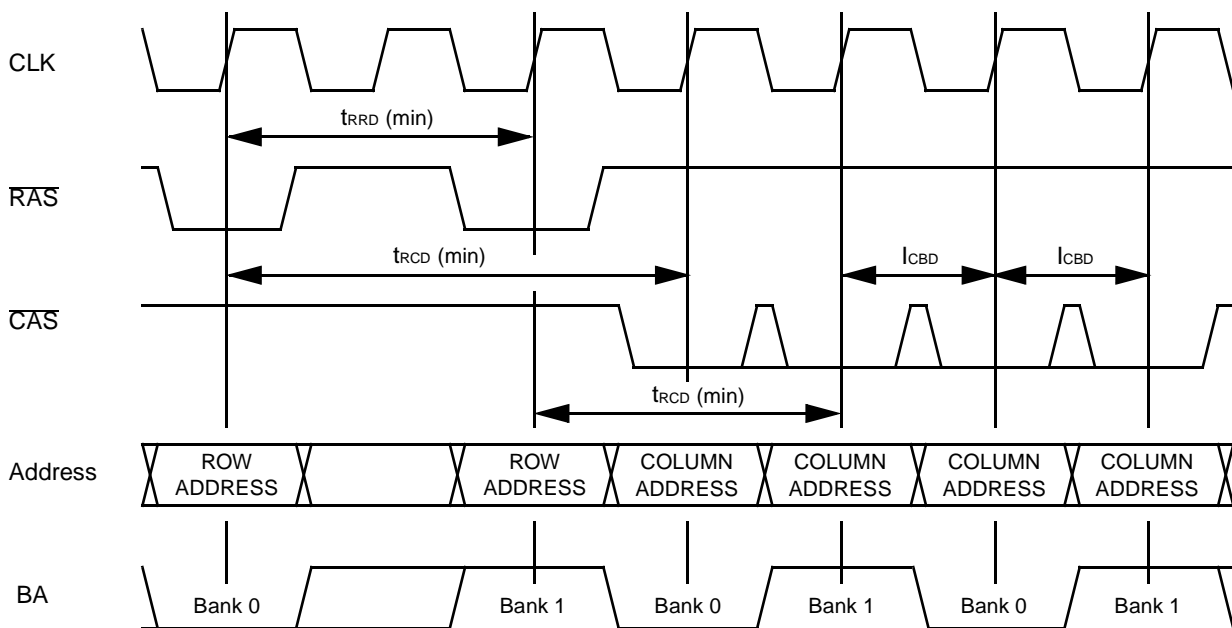 CLK
tRRD (min)
RAS
tRCD (min)
ICBD
ICBD
CAS
tRCD (min)
Address
ROW
ADDRESS
ROW
ADDRESS
COLUMN
ADDRESS
COLUMN
ADDRESS
COLUMN
ADDRESS
COLUMN
ADDRESS
BA
Bank 0
Bank 1
Bank 0
Bank 1
Bank 0
Bank 1